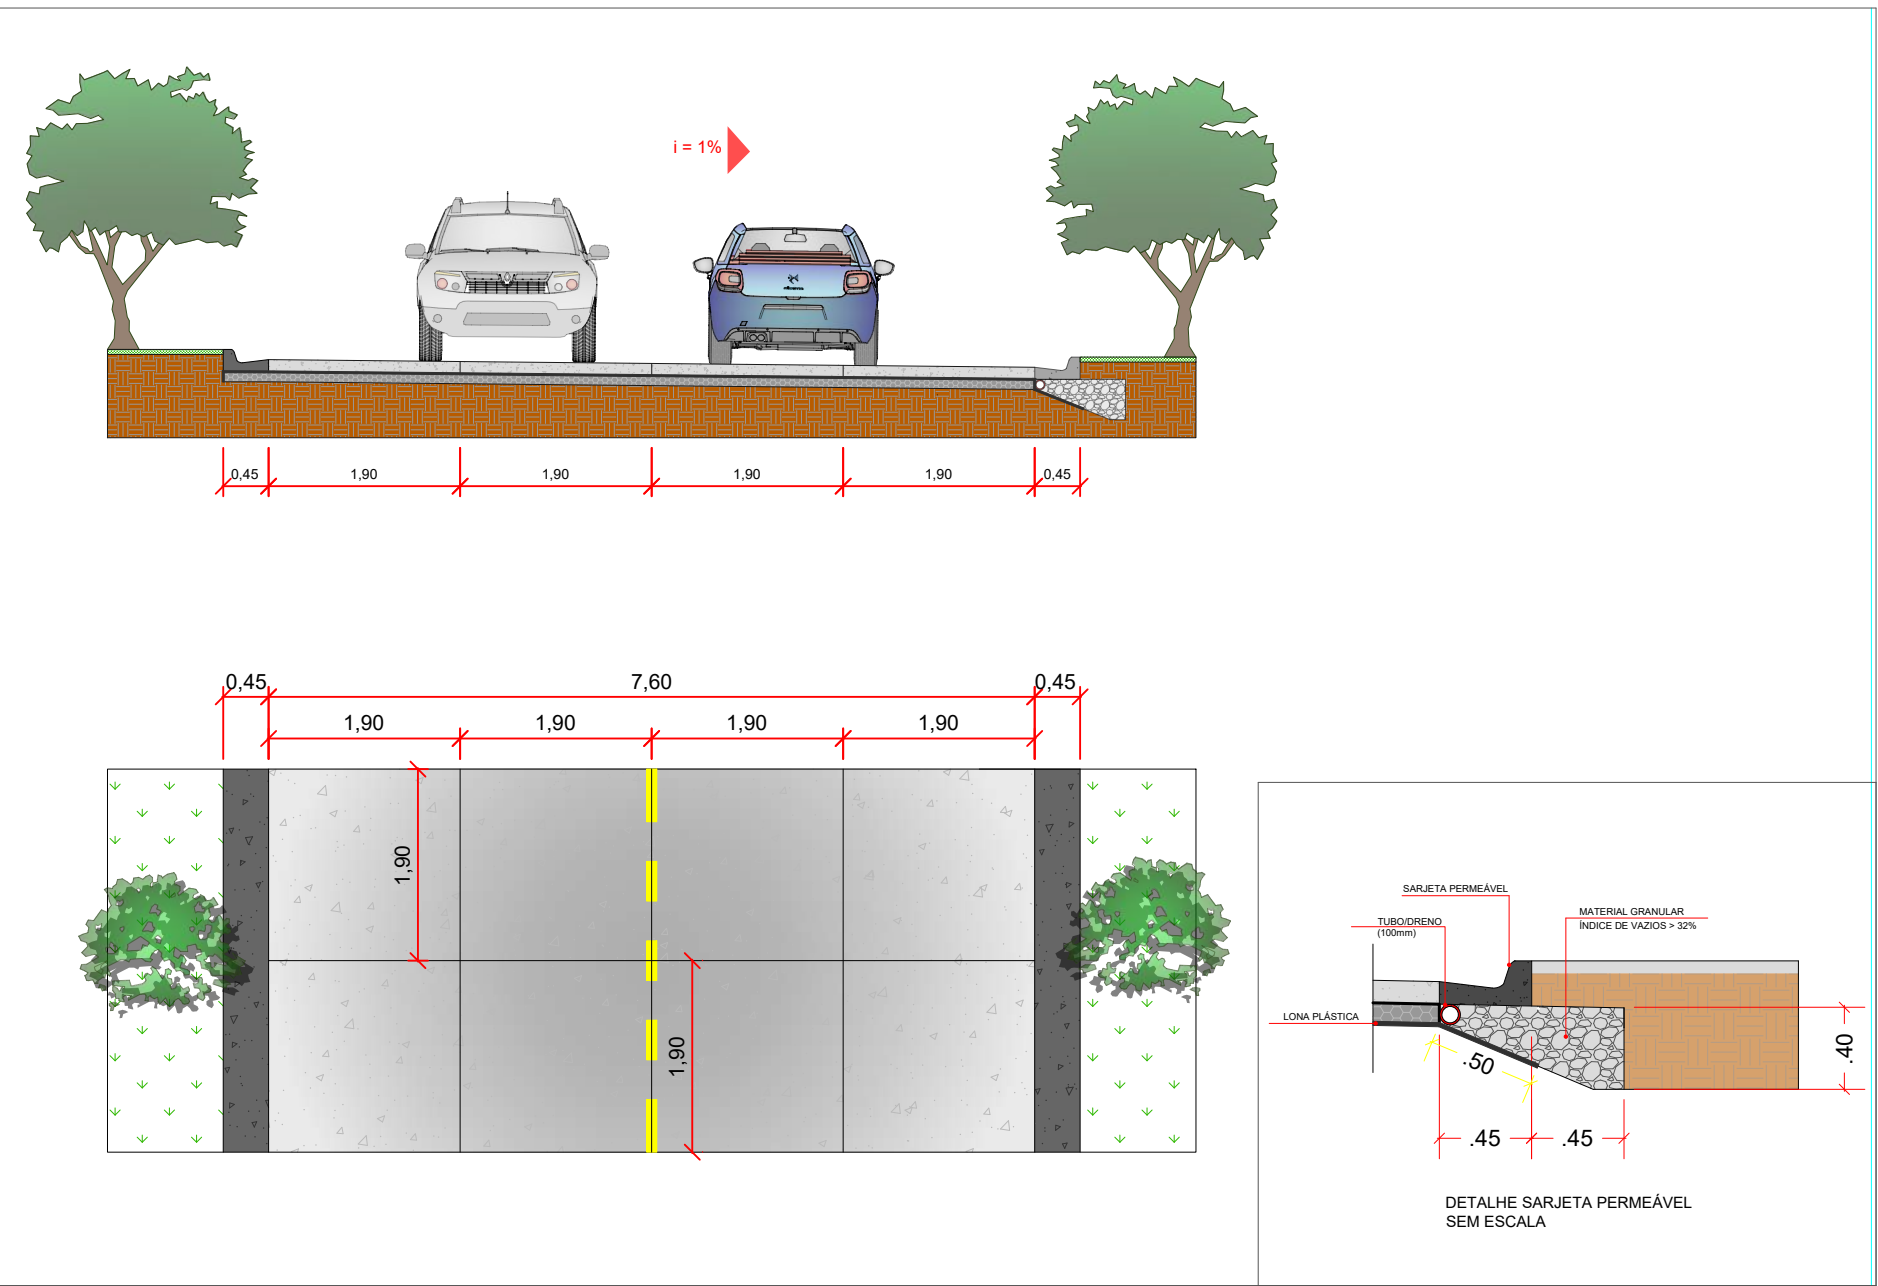 i = 1%
0,45
1,90
1,90
1,90
1,90
0,45
0,45
7,60
0,45
1,90
1,90
1,90
1,90
1,90
1,90
SARJETA PERMEÁVEL
TUBO/DRENO
(100mm)
MATERIAL GRANULAR
ÍNDICE DE VAZIOS > 32%
LONA PLÁSTICA
.50
.40
.45
.45
DETALHE SARJETA PERMEÁVEL
SEM ESCALA